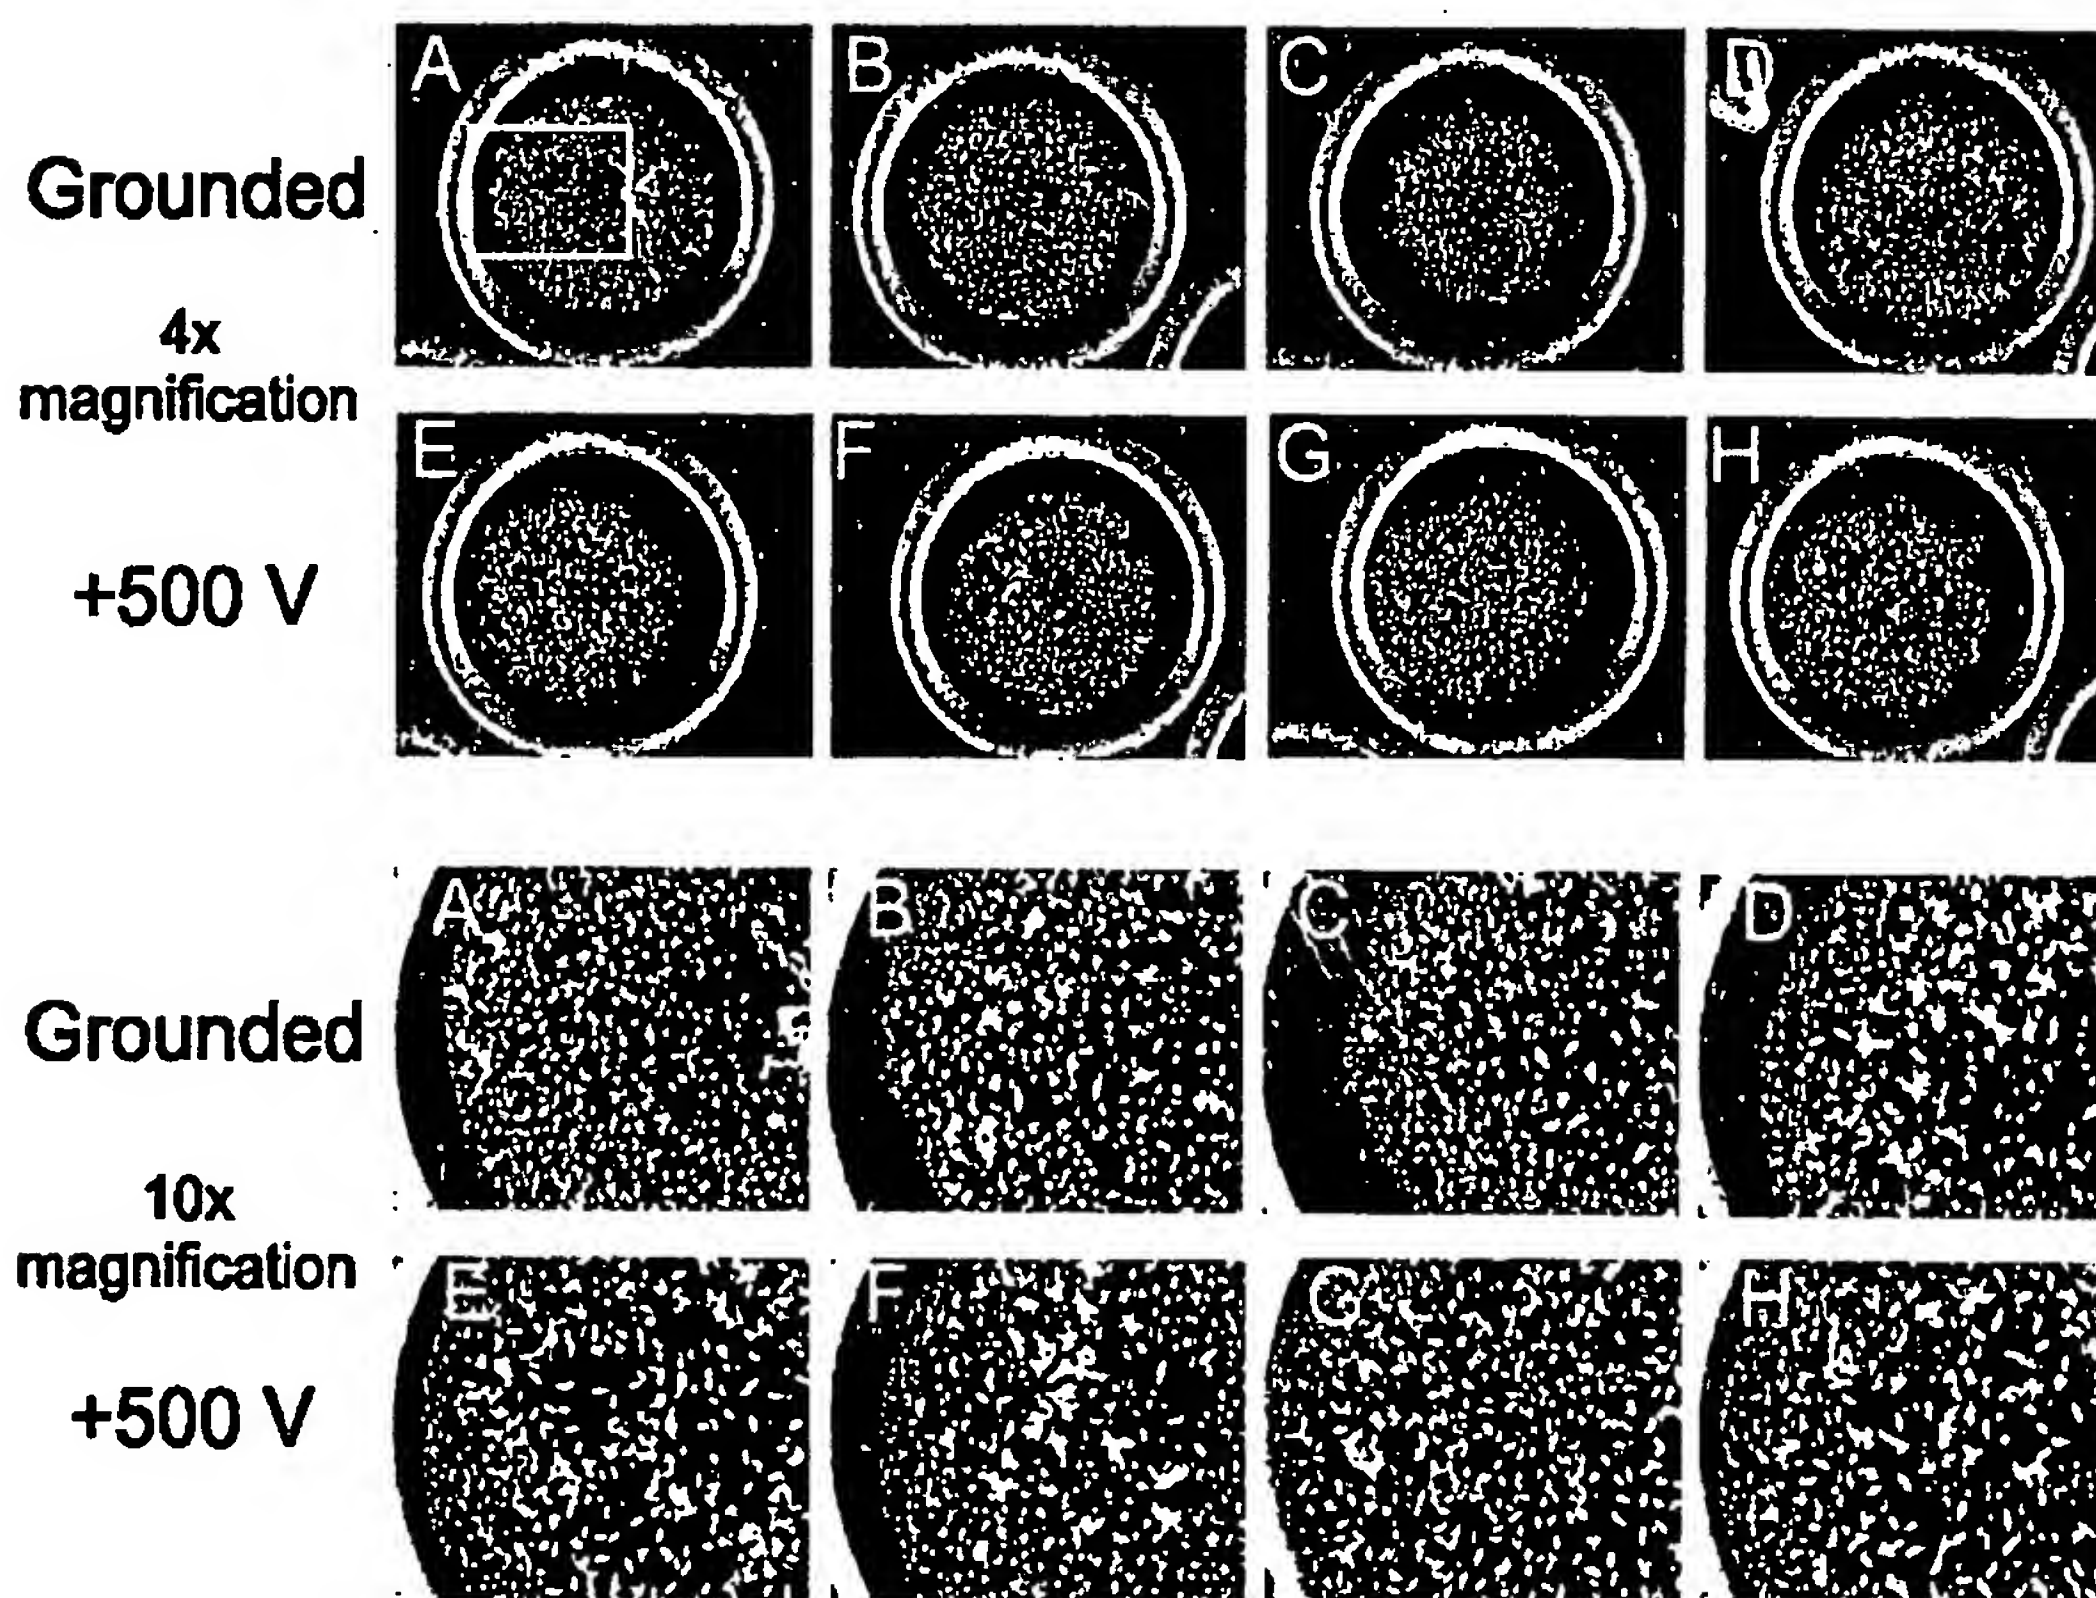 A B C D
Grounded
4x
magnification
E F G H
+500 V
A B C D
Grounded
10x
magnification
E F G H
+500 V